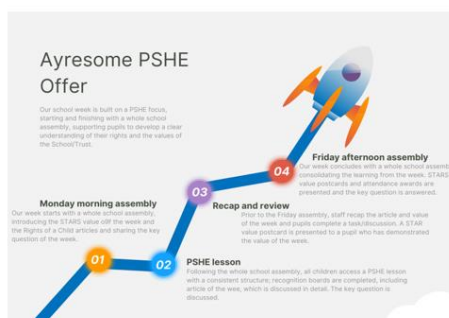 Ayresome PSHE
Offer
Our school week is built on a PSHE focus,
starting and finishing with a whole school
assembly, supporting pupils to develop a clear
understanding of their rights and the values of
the School/Trust.
Monday morning assembly
Our week starts with a whole school assembly,
introducing the STARS value off the week and
the Rights of a Child articles and sharing the key
question of the week.
01
02
PSHE lesson
Following the whole school assembly, all children access a PSHE lesson
with a consistent structure; recognition boards are completed, including
article of the wee, which is discussed in detail. The key question is
discussed.
03
Recap and review
Prior to the Friday assembly, staff recap the article and value
of the week and pupils complete a task/discussion. A STAR
value postcard is presented to a pupil who has demonstrated
the value of the week.
04
Friday afternoon assembly
Our week concludes with a whole school assem
consolidating the learning from the week. STARS
value postcards and attendance awards are
presented and the key question is answered.